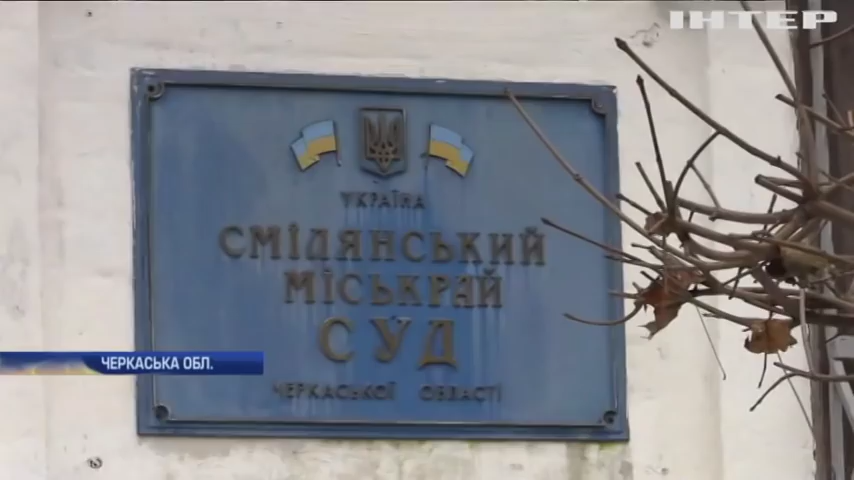 ІНТЕР
УКРАЇНА
СМІЛЯНСЬКИЙ
МІСЬКРАЙ
СУД
ЧЕРКАСЬКОЇ ОБЛАСТІ
ЧЕРКАСЬКА ОБЛ.